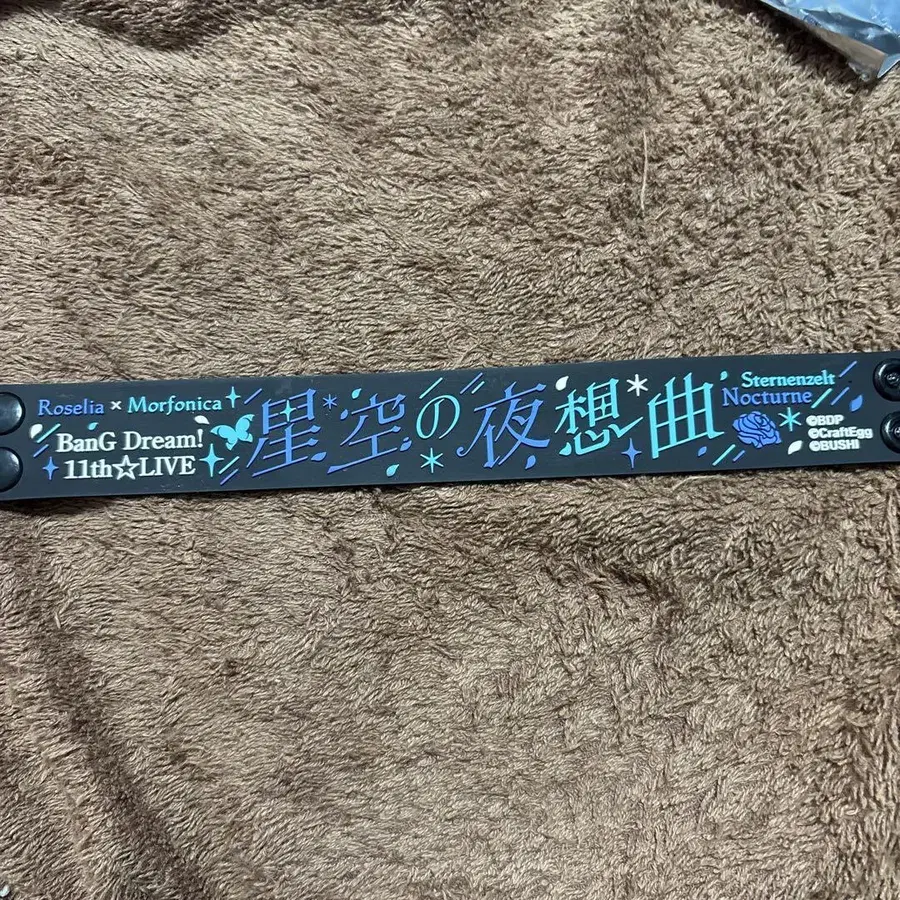 Roselia × Morfonica
BanG Dream!
11th☆LIVE
星空の夜想曲
Sternenzelt
Nocturne
©BDP
©CraftEgg
©BUSHI